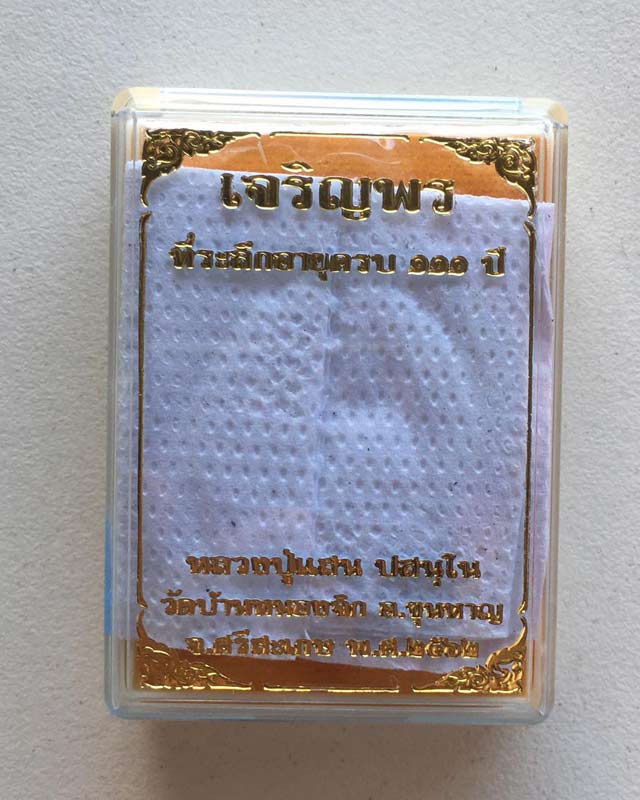 เจริญพร
ที่ระลึกอายุครบ ๑๑๑ ปี
หลวงปู่แสน ปสนฺโน
วัดบ้านหนองจิก อ.ขุนหาญ
จ.ศรีสะเกษ พ.ศ.๒๕๖๒